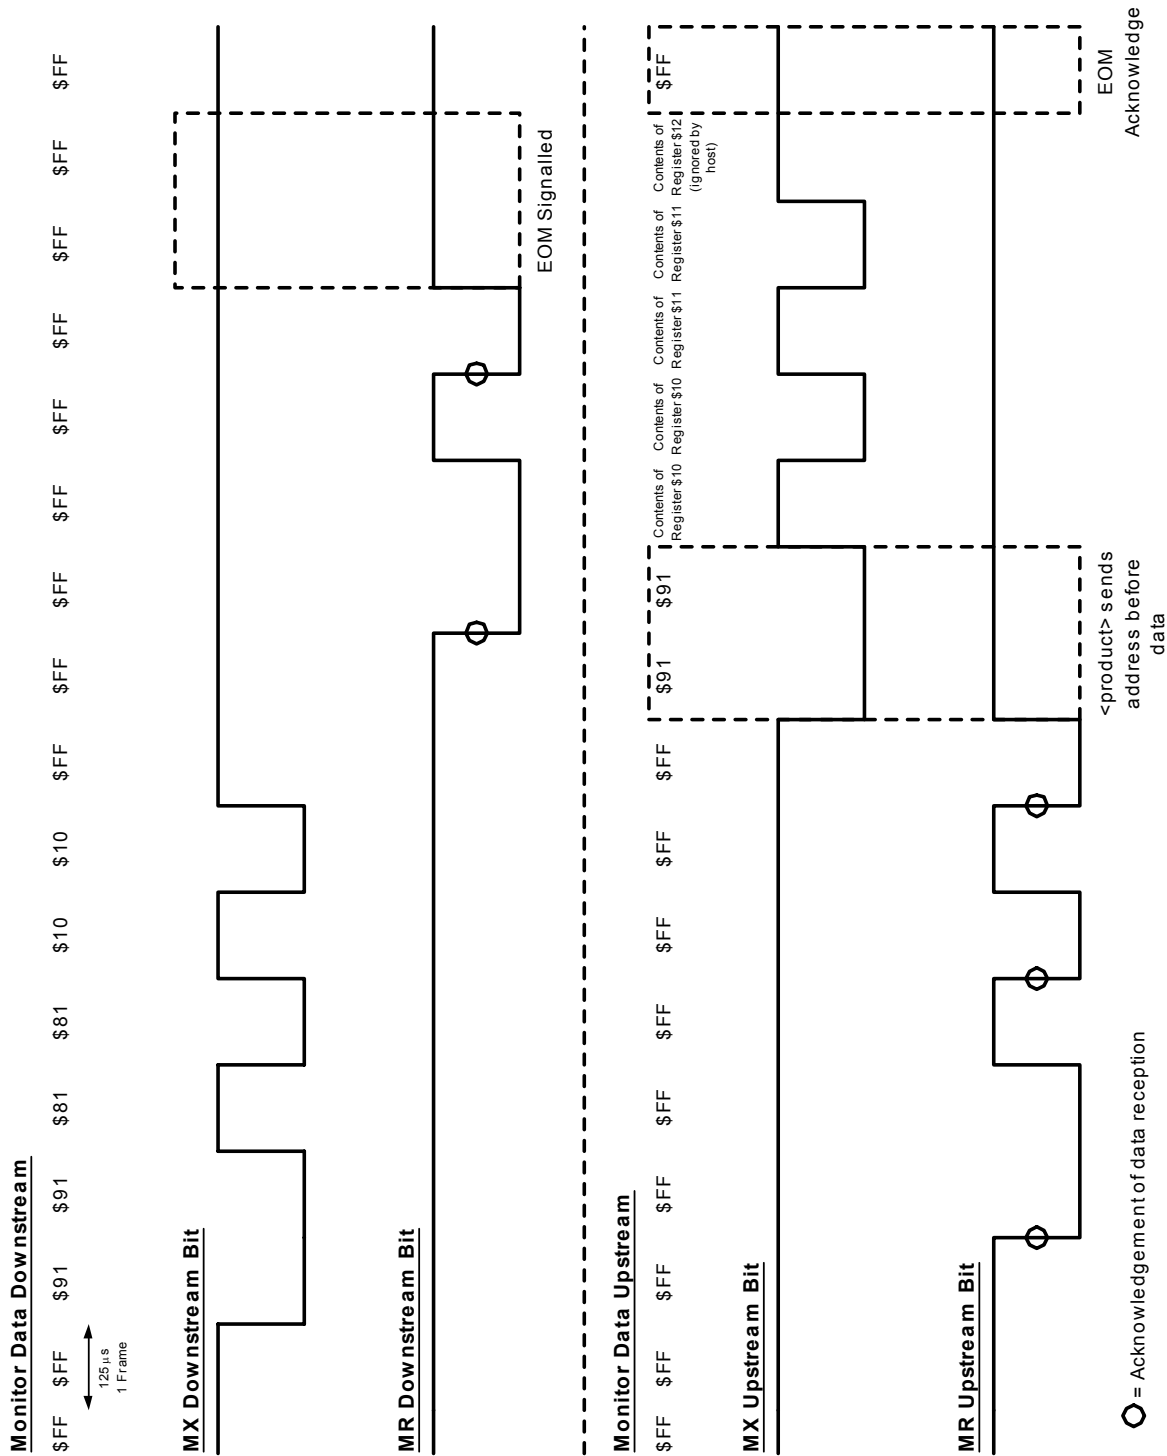 Monitor Data Downstream
$FF $FF $91 $91 $81 $81 $10 $10 $FF $FF $FF $FF $FF $FF $FF $FF $FF
125 µs
1 Frame
MX Downstream Bit
MR Downstream Bit
EOM Signalled
Monitor Data Upstream
$FF $FF $FF $FF $FF $FF $FF $FF $FF $91 $91
Contents of
Register $10
Contents of
Register $10
Contents of
Register $11
Contents of
Register $11
Contents of
Register $12
(ignored by
host)
$FF
MX Upstream Bit
MR Upstream Bit
<product> sends
address before
data
EOM
Acknowledge
= Acknowledgement of data reception